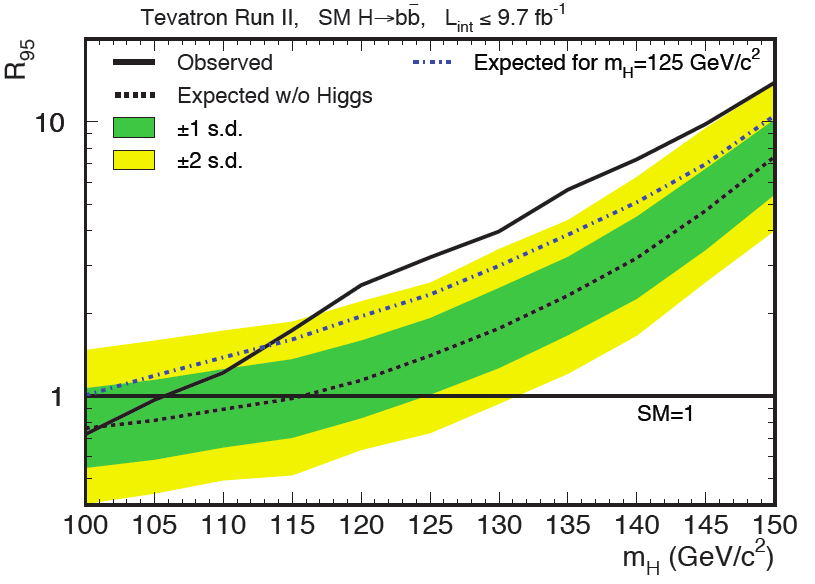 Tevatron Run II, SM H→bb̄, L_int ≤ 9.7 fb⁻¹
R₉₅
Observed
Expected for m_H=125 GeV/c²
Expected w/o Higgs
±1 s.d.
±2 s.d.
10
1
SM=1
100 105 110 115 120 125 130 135 140 145 150
m_H (GeV/c²)